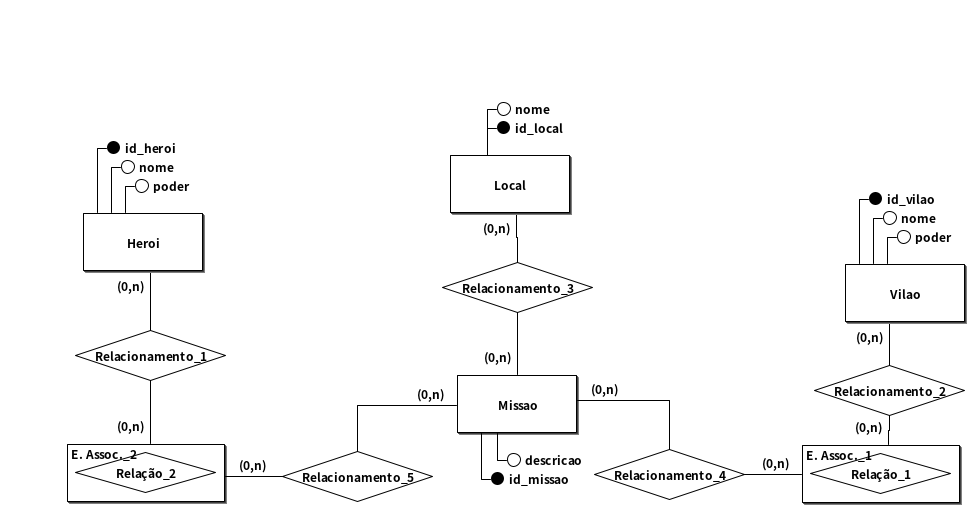 nome
id_local
Local
(0,n)
Relacionamento_3
(0,n)
id_heroi
nome
poder
Heroi
(0,n)
Relacionamento_1
(0,n)
E. Assoc._2
Relação_2
(0,n)
Relacionamento_5
(0,n)
Missao
descricao
id_missao
(0,n)
Relacionamento_4
(0,n)
id_vilao
nome
poder
Vilao
(0,n)
Relacionamento_2
(0,n)
E. Assoc._1
Relação_1